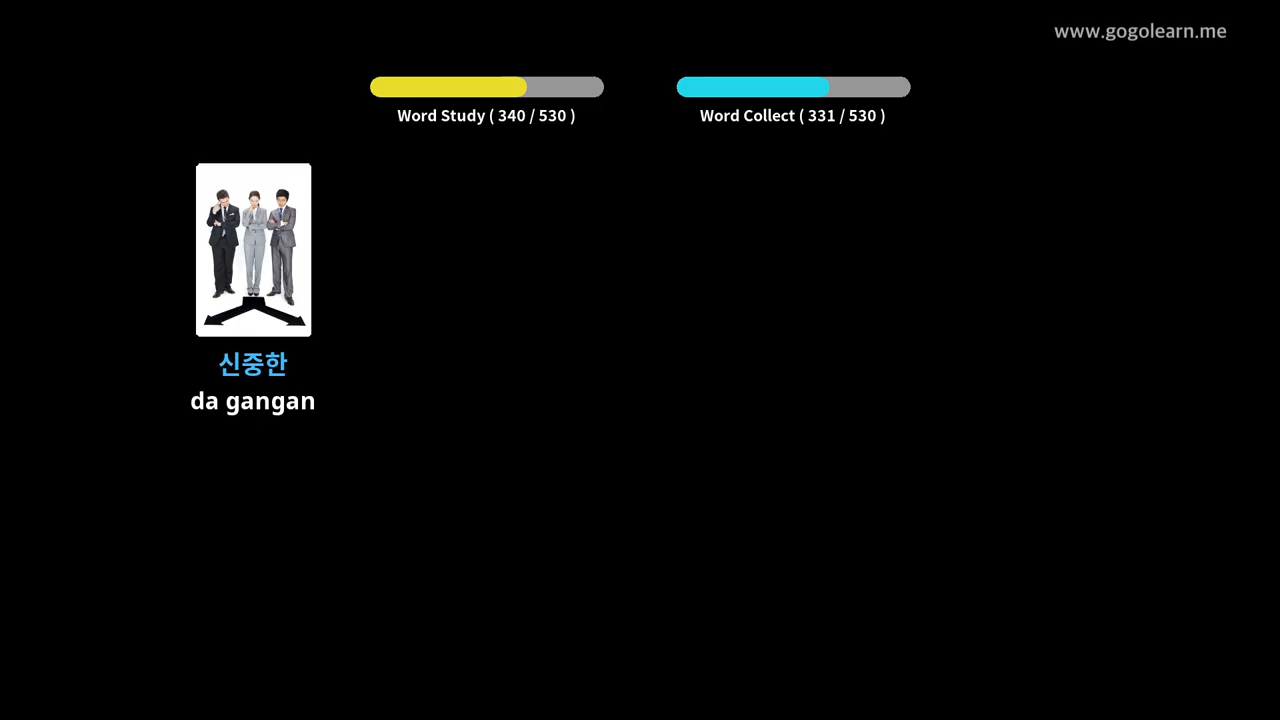 www.gogolearn.me
Word Study ( 340 / 530 )
Word Collect ( 331 / 530 )
신중한
da gangan